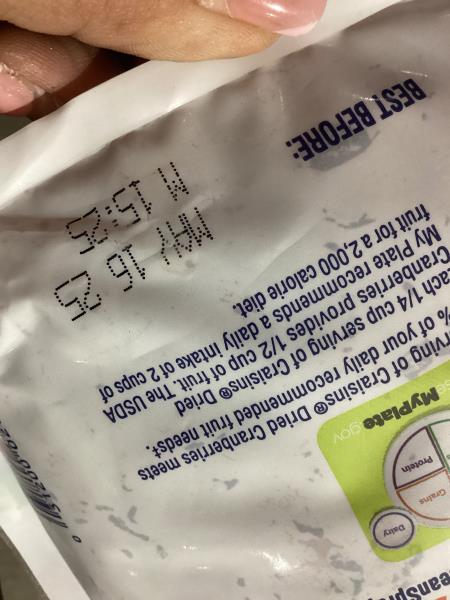 Dairy
Grains
Protein
MyPlate.gov
of Craisins® Dried Cranberries meets
% of your daily recommended fruit needs‡.
Each 1/4 cup serving of Craisins® Dried
Cranberries provides 1/2 cup of fruit. The USDA
My Plate recommends a daily intake of 2 cups of
fruit for a 2,000 calorie diet.
BEST BEFORE:
MAY 16 25
W 15:25